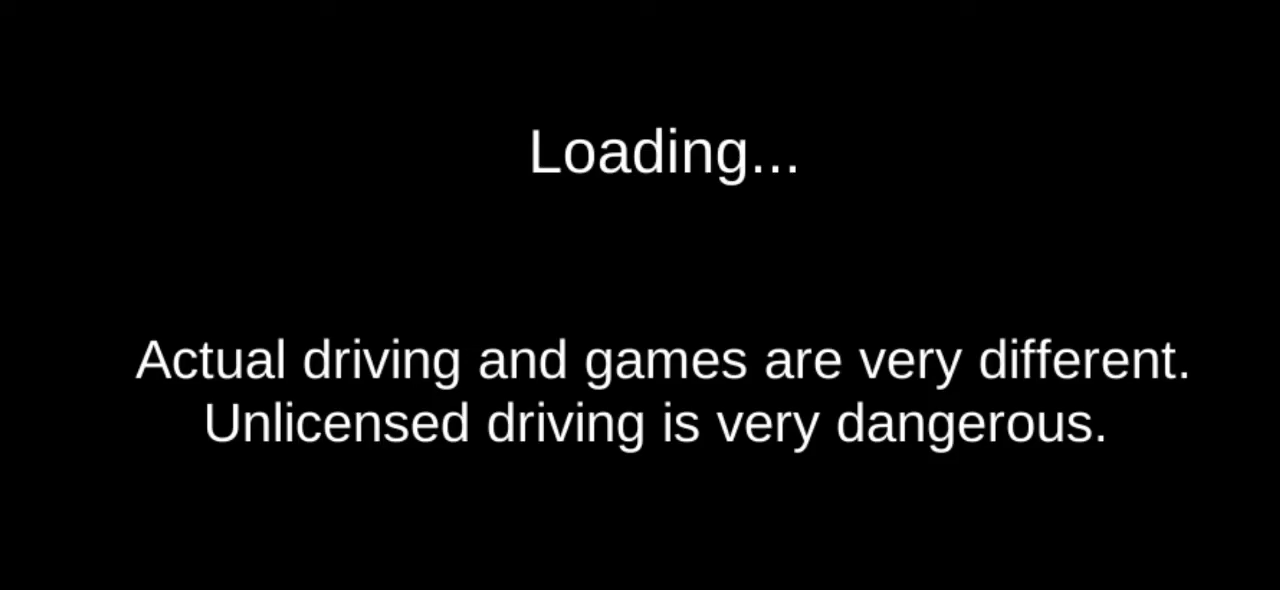 Loading...
Actual driving and games are very different.
Unlicensed driving is very dangerous.